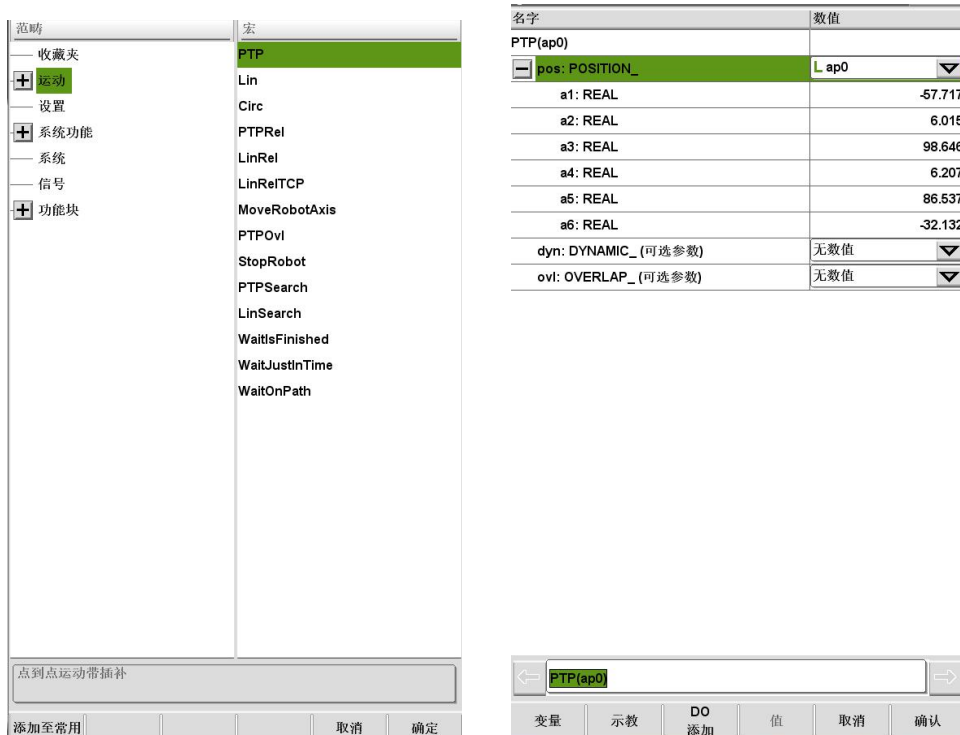 范畴 宏
收藏夹 PTP
运动 Lin
设置 Circ
系统功能 PTPRel
系统 LinRel
信号 LinRelTCP
功能块 MoveRobotAxis
PTPOvl
StopRobot
PTPSearch
LinSearch
WaitIsFinished
WaitJustInTime
WaitOnPath
点到点运动带插补
添加至常用 取消 确定
名字 数值
PTP(ap0)
pos: POSITION_ L ap0
a1: REAL -57.717
a2: REAL 6.015
a3: REAL 98.646
a4: REAL 6.207
a5: REAL 86.537
a6: REAL -32.132
dyn: DYNAMIC_ (可选参数) 无数值
ovl: OVERLAP_ (可选参数) 无数值
PTP(ap0)
变量 示教 DO 添加 值 取消 确认